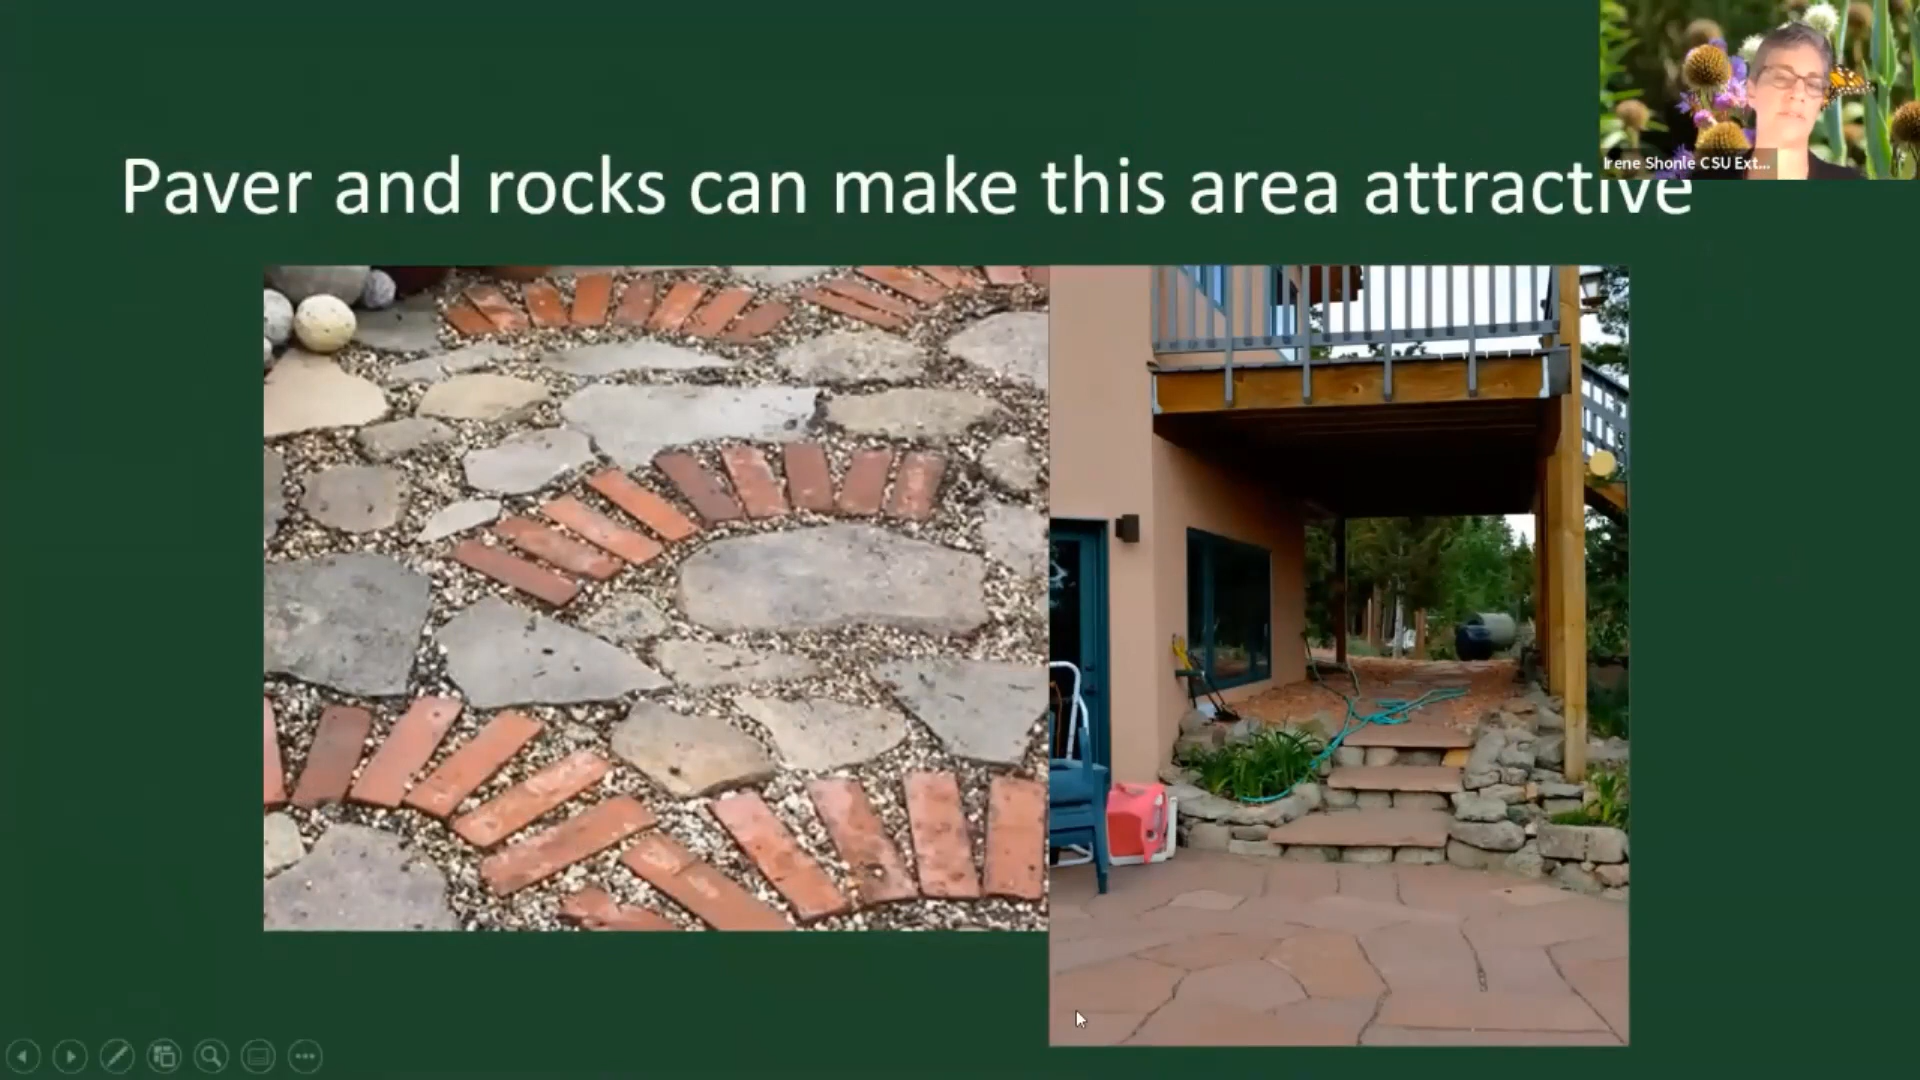 Irene Shonle CSU Ext...
Paver and rocks can make this area attractive